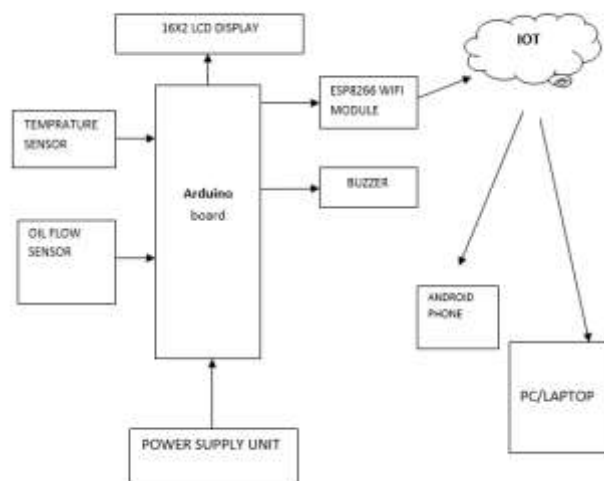 16X2 LCD DISPLAY
IOT
ESP8266 WIFI
MODULE
TEMPRATURE
SENSOR
Arduino
board
BUZZER
OIL FLOW
SENSOR
ANDROID
PHONE
PC/LAPTOP
POWER SUPPLY UNIT